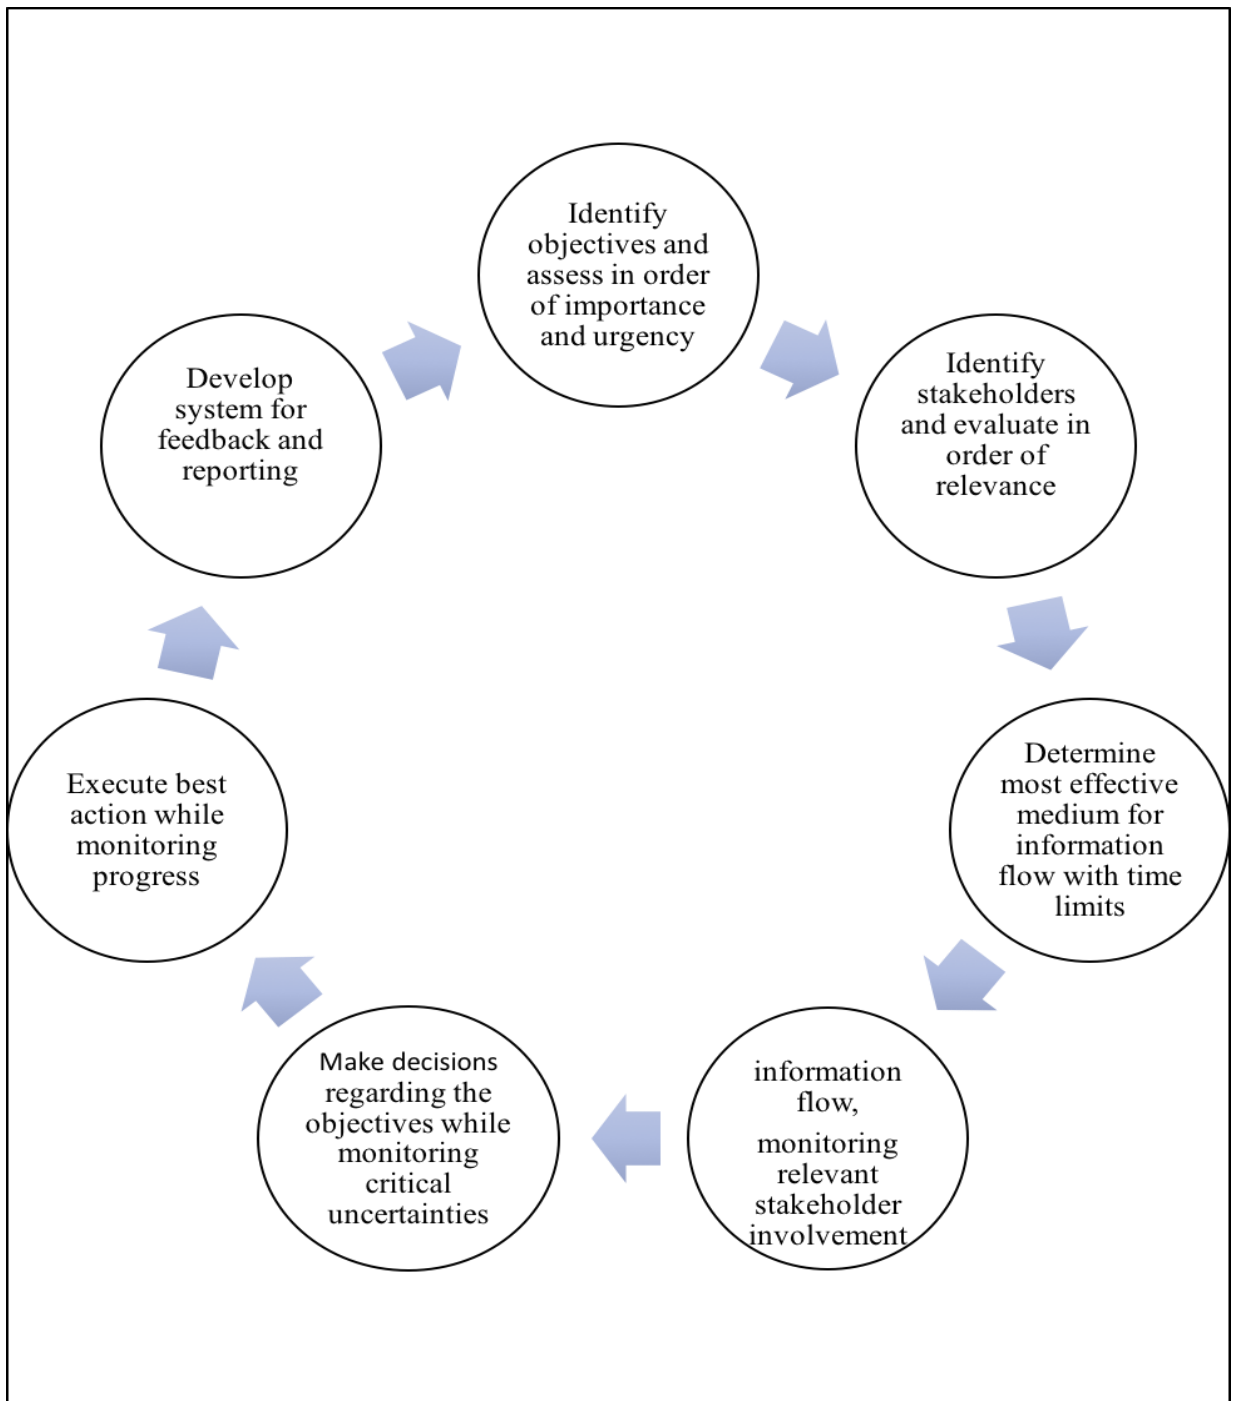 Identify
objectives and
assess in order
of importance
and urgency
Identify
stakeholders
and evaluate in
order of
relevance
Determine
most effective
medium for
information
flow with time
limits
information
flow,
monitoring
relevant
stakeholder
involvement
Make decisions
regarding the
objectives while
monitoring
critical
uncertainties
Execute best
action while
monitoring
progress
Develop
system for
feedback and
reporting